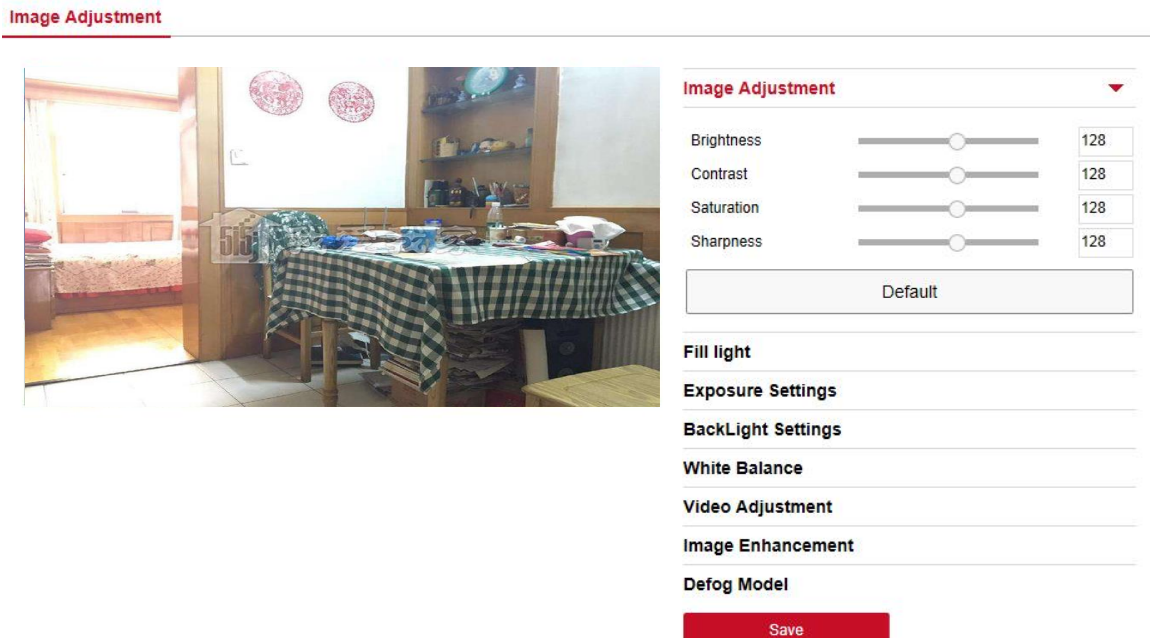 Image Adjustment
Image Adjustment
Brightness 128
Contrast 128
Saturation 128
Sharpness 128
Default
Fill light
Exposure Settings
BackLight Settings
White Balance
Video Adjustment
Image Enhancement
Defog Model
Save